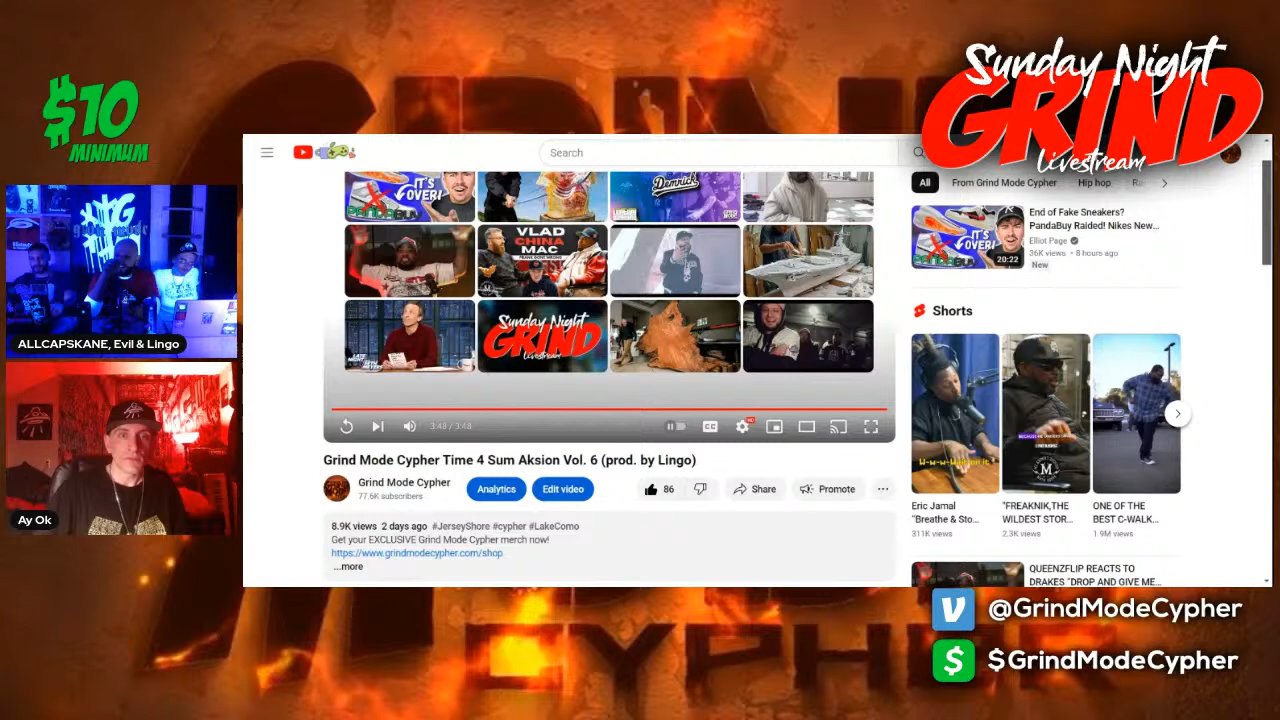 $10
MINIMUM
Sunday Night
GRIND
Livestream
Search
All
From Grind Mode Cypher
Hip hop
IT'S
OVER!
VLAD
CHINA
MAC
Sunday Night
GRIND
Livestream
3:48 / 3:48
CC
HD
Grind Mode Cypher Time 4 Sum Aksion Vol. 6 (prod. by Lingo)
Grind Mode Cypher
77.5K subscribers
Analytics
Edit video
86
Share
Promote
8.9K views 2 days ago #JerseyShore #cypher #LakeComo
Get your EXCLUSIVE Grind Mode Cypher merch now!
https://www.grindmodecypher.com/shop
...more
IT'S
OVER!
20:22
End of Fake Sneakers?
PandaBuy Raided! Nikes New...
Elliot Page
36K views • 8 hours ago
New
Shorts
Eric Jamal
"Breathe & Sto...
311K views
"FREAKNIK,THE
WILDEST STOR...
2.3K views
ONE OF THE
BEST C-WALK...
1.9M views
QUEENZFLIP REACTS TO
DRAKES "DROP AND GIVE ME...
ALLCAPSKANE, Evil & Lingo
Ay Ok
@GrindModeCypher
$GrindModeCypher
CYPHER